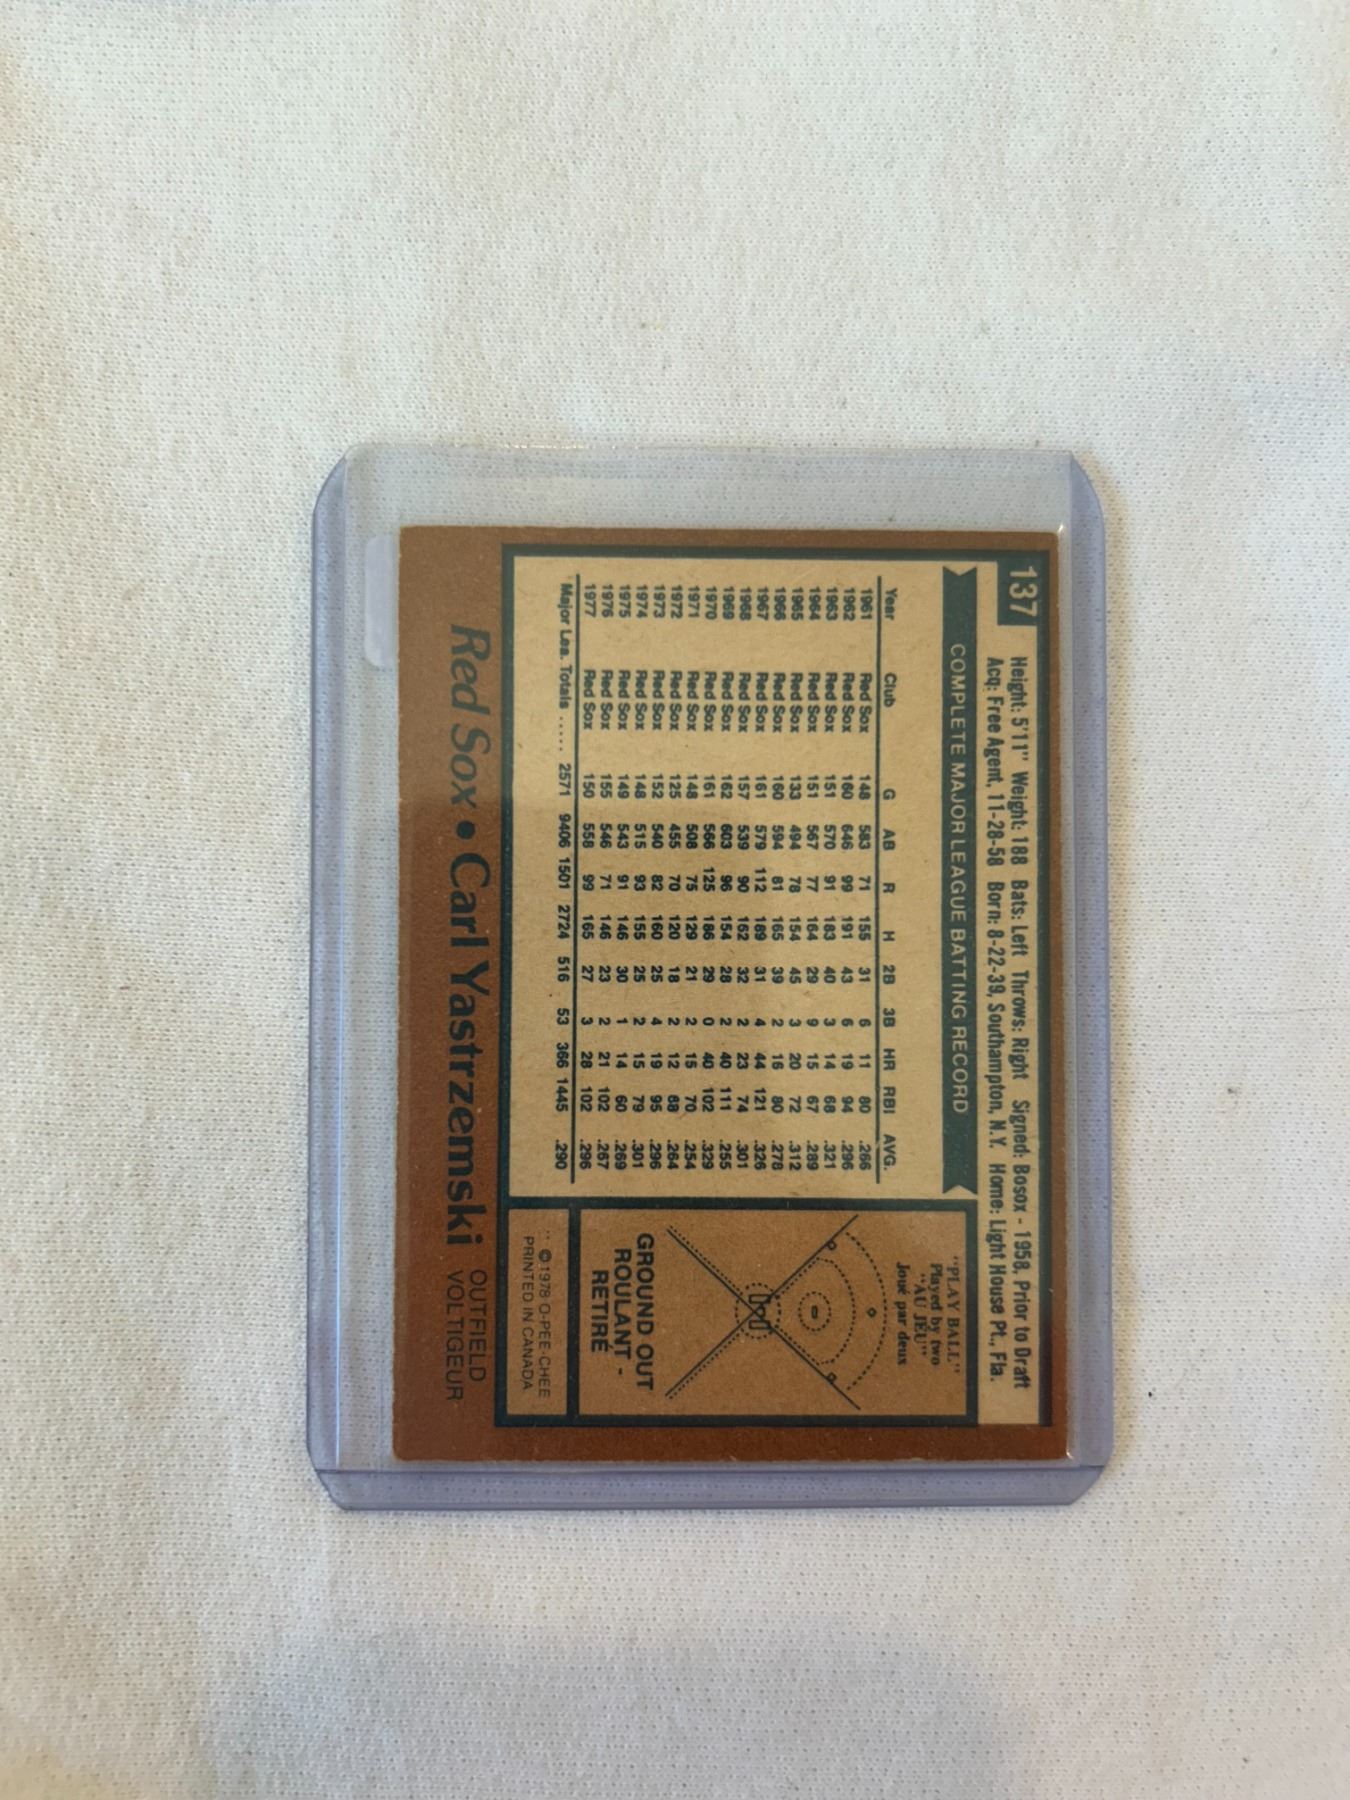 137
Height: 5'11" Weight: 188 Bats: Left Throws: Right Signed: Bosox - 1958, Prior to Draft
Acq: Free Agent, 11-28-58 Born: 8-22-39, Southampton, N.Y. Home: Light House Pt., Fla.
COMPLETE MAJOR LEAGUE BATTING RECORD
Year Club G AB R H 2B 3B HR RBI AVG.
1961 Red Sox 148 583 71 155 31 6 11 80 .266
1962 Red Sox 160 646 99 191 43 6 19 94 .296
1963 Red Sox 151 570 91 183 40 3 14 68 .321
1964 Red Sox 151 567 77 164 29 9 15 67 .289
1965 Red Sox 133 494 78 154 45 3 20 72 .312
1966 Red Sox 160 594 81 165 39 2 16 80 .278
1967 Red Sox 161 579 112 189 31 4 44 121 .326
1968 Red Sox 157 539 90 162 32 2 23 74 .301
1969 Red Sox 162 603 96 154 28 2 40 111 .255
1970 Red Sox 161 566 125 186 29 0 40 102 .329
1971 Red Sox 148 508 75 129 21 2 15 70 .254
1972 Red Sox 125 455 70 120 18 2 12 68 .264
1973 Red Sox 152 540 82 160 25 4 19 95 .296
1974 Red Sox 148 515 93 155 25 2 15 79 .301
1975 Red Sox 149 543 91 146 30 1 14 60 .269
1976 Red Sox 155 546 71 146 23 2 21 102 .267
1977 Red Sox 150 558 99 165 27 3 28 102 .296
Major Lea. Totals ..... 2571 9406 1501 2724 516 53 366 1445 .290
"PLAY BALL"
Played by two
"AU JEU"
Joué par deux
GROUND OUT
ROULANT -
RETIRÉ
** © 1978 O-PEE-CHEE
PRINTED IN CANADA
Red Sox • Carl Yastrzemski
OUTFIELD
VOLTIGEUR